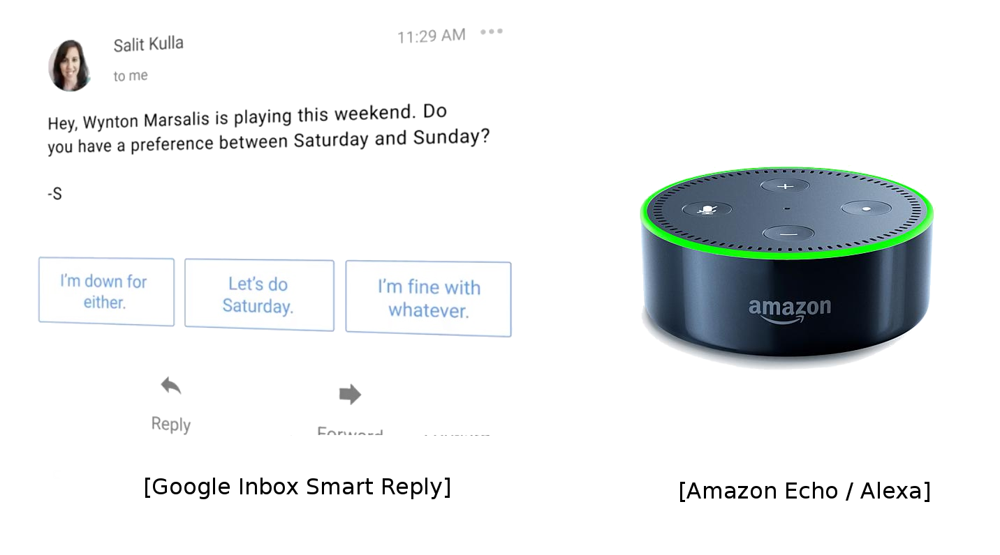 Salit Kulla
11:29 AM
to me
Hey, Wynton Marsalis is playing this weekend. Do
you have a preference between Saturday and Sunday?
-S
I'm down for
either.
Let's do
Saturday.
I'm fine with
whatever.
Reply
Forward
amazon
[Google Inbox Smart Reply]
[Amazon Echo / Alexa]